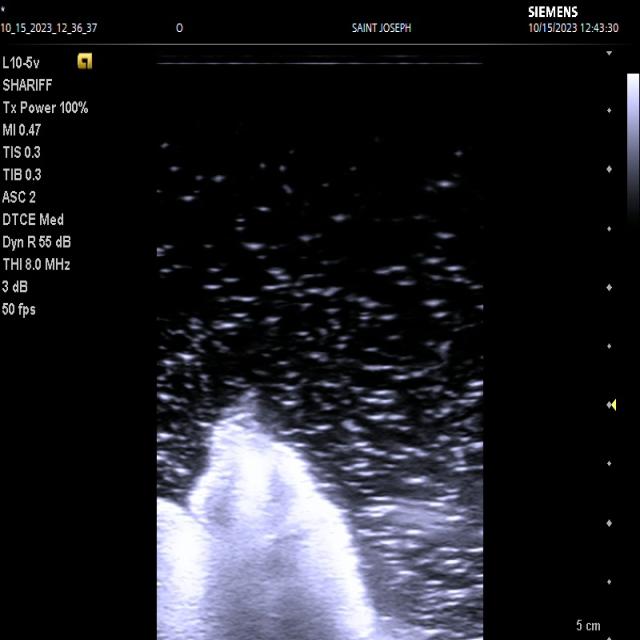 *
SIEMENS
10_15_2023_12_36_37 O SAINT JOSEPH 10/15/2023 12:43:30
L10-5v
SHARIFF
Tx Power 100%
MI 0.47
TIS 0.3
TIB 0.3
ASC 2
DTCE Med
Dyn R 55 dB
THI 8.0 MHz
3 dB
50 fps
5 cm